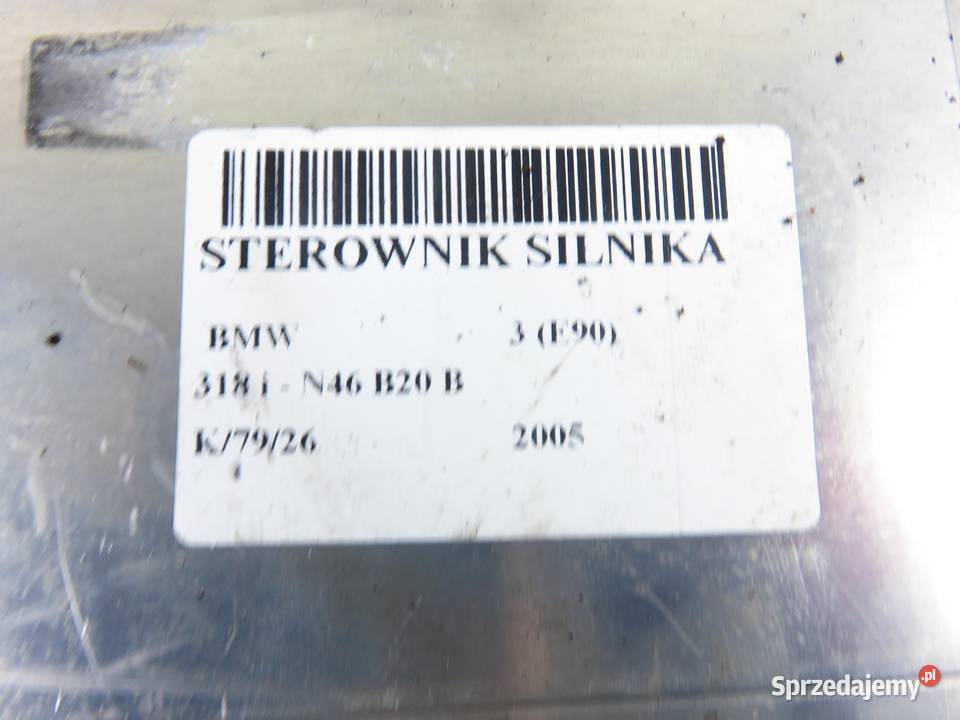 STEROWNIK SILNIKA
BMW 3 (E90)
318 i - N46 B20 B
K/79/26 2005
Sprzedajemy.pl